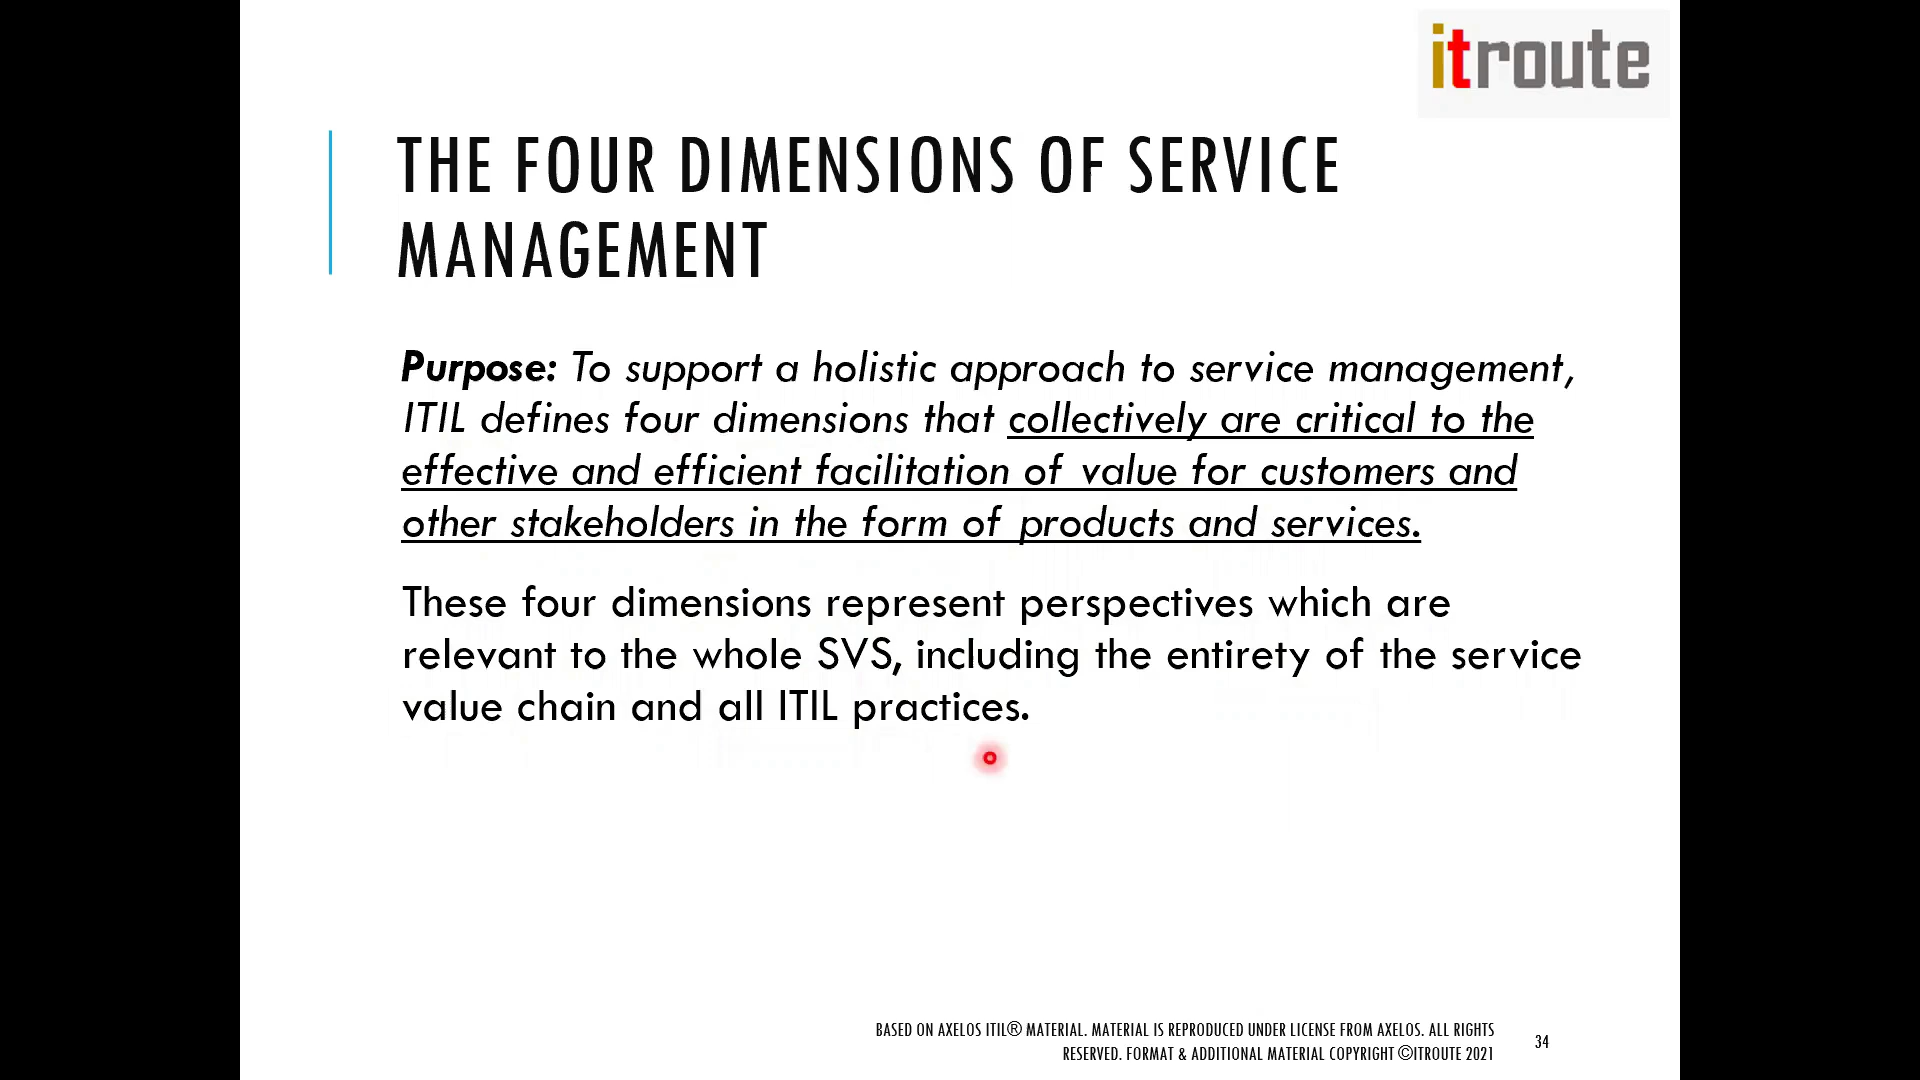 itroute
THE FOUR DIMENSIONS OF SERVICE
MANAGEMENT
Purpose: To support a holistic approach to service management,
ITIL defines four dimensions that collectively are critical to the
effective and efficient facilitation of value for customers and
other stakeholders in the form of products and services.
These four dimensions represent perspectives which are
relevant to the whole SVS, including the entirety of the service
value chain and all ITIL practices.
BASED ON AXELOS ITIL® MATERIAL. MATERIAL IS REPRODUCED UNDER LICENSE FROM AXELOS. ALL RIGHTS
RESERVED. FORMAT & ADDITIONAL MATERIAL COPYRIGHT ©ITROUTE 2021
34